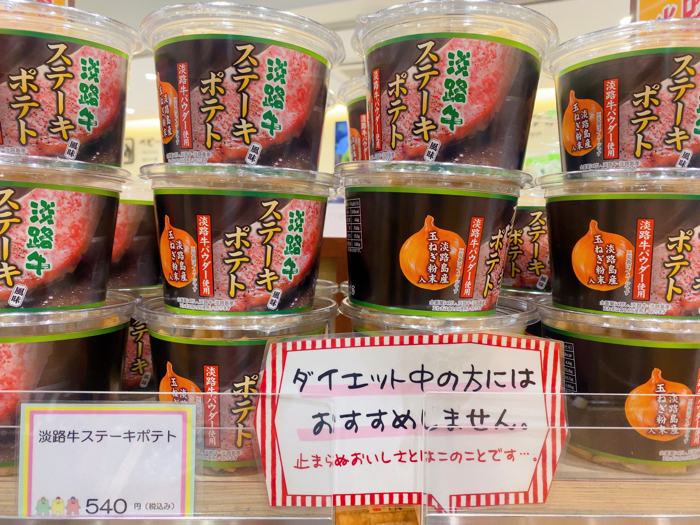 淡路牛
ステーキ
ポテト
風味
淡路牛パウダー使用
淡路島産
玉ねぎ粉末
入
淡路牛ステーキポテト
540円(税込み)
ダイエット中の方には
おすすめしません。
止まらぬおいしさとはこのことです…。